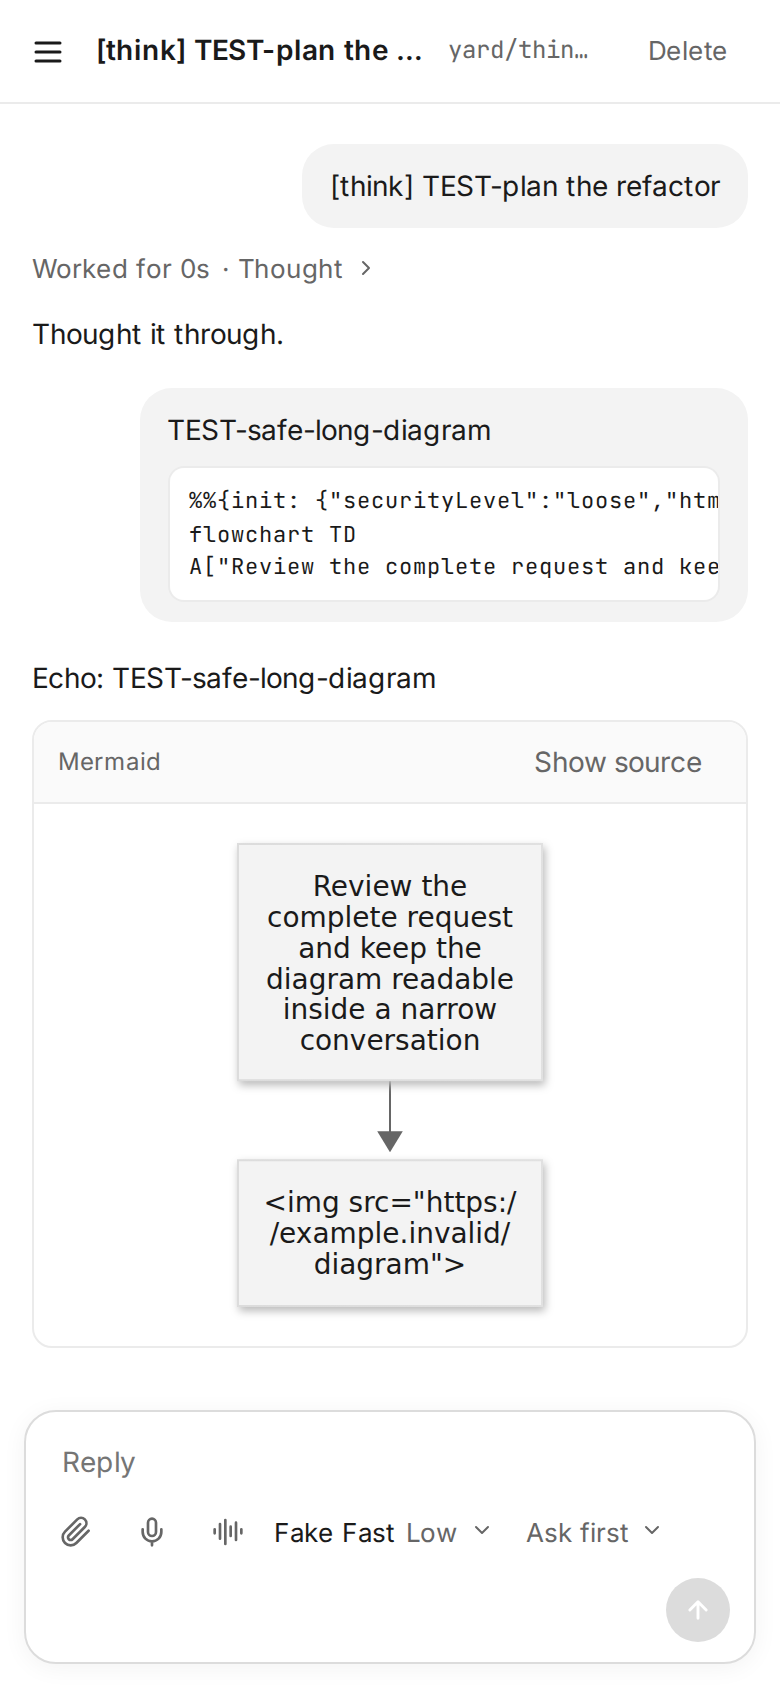 [think] TEST-plan the ... yard/thin… Delete
[think] TEST-plan the refactor
Worked for 0s · Thought
Thought it through.
TEST-safe-long-diagram
%%{init: {"securityLevel":"loose","htm
flowchart TD
A["Review the complete request and kee
Echo: TEST-safe-long-diagram
Mermaid Show source
Review the
complete request
and keep the
diagram readable
inside a narrow
conversation
<img src="https:/
/example.invalid/
diagram">
Reply
Fake Fast Low Ask first